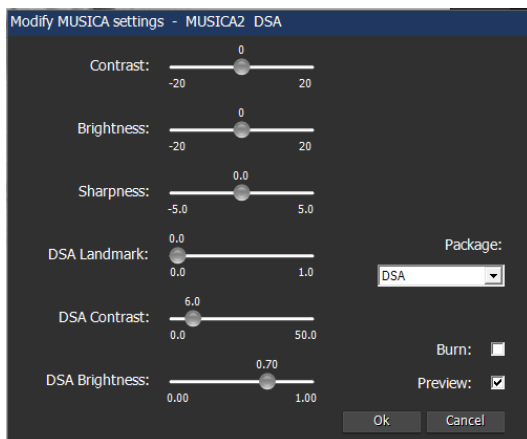 Modify MUSICA settings - MUSICA2 DSA
0
Contrast:
-20 20
0
Brightness:
-20 20
0.0
Sharpness:
-5.0 5.0
0.0
DSA Landmark:
0.0 1.0
Package:
DSA
6.0
DSA Contrast:
0.0 50.0
Burn:
0.70
DSA Brightness:
0.00 1.00
Preview:
Ok Cancel